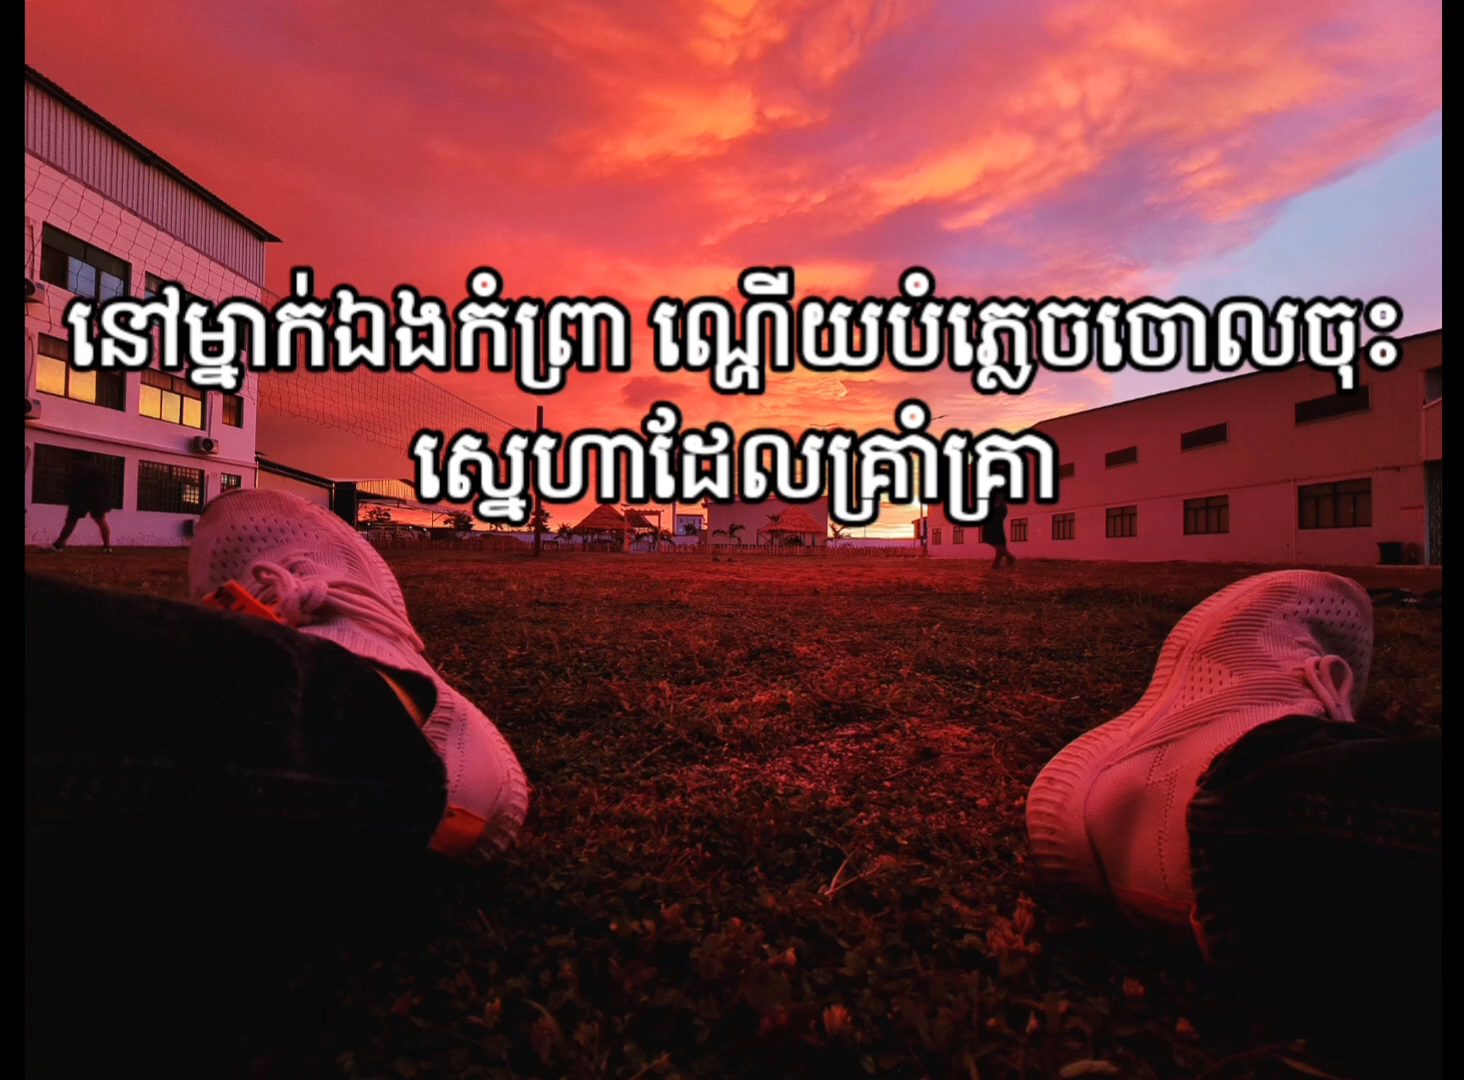 នៅម្នាក់ឯងកំព្រា ណ្ហើយបំភ្លេចចោលចុះ
ស្នេហាដែលគ្រាំគ្រា